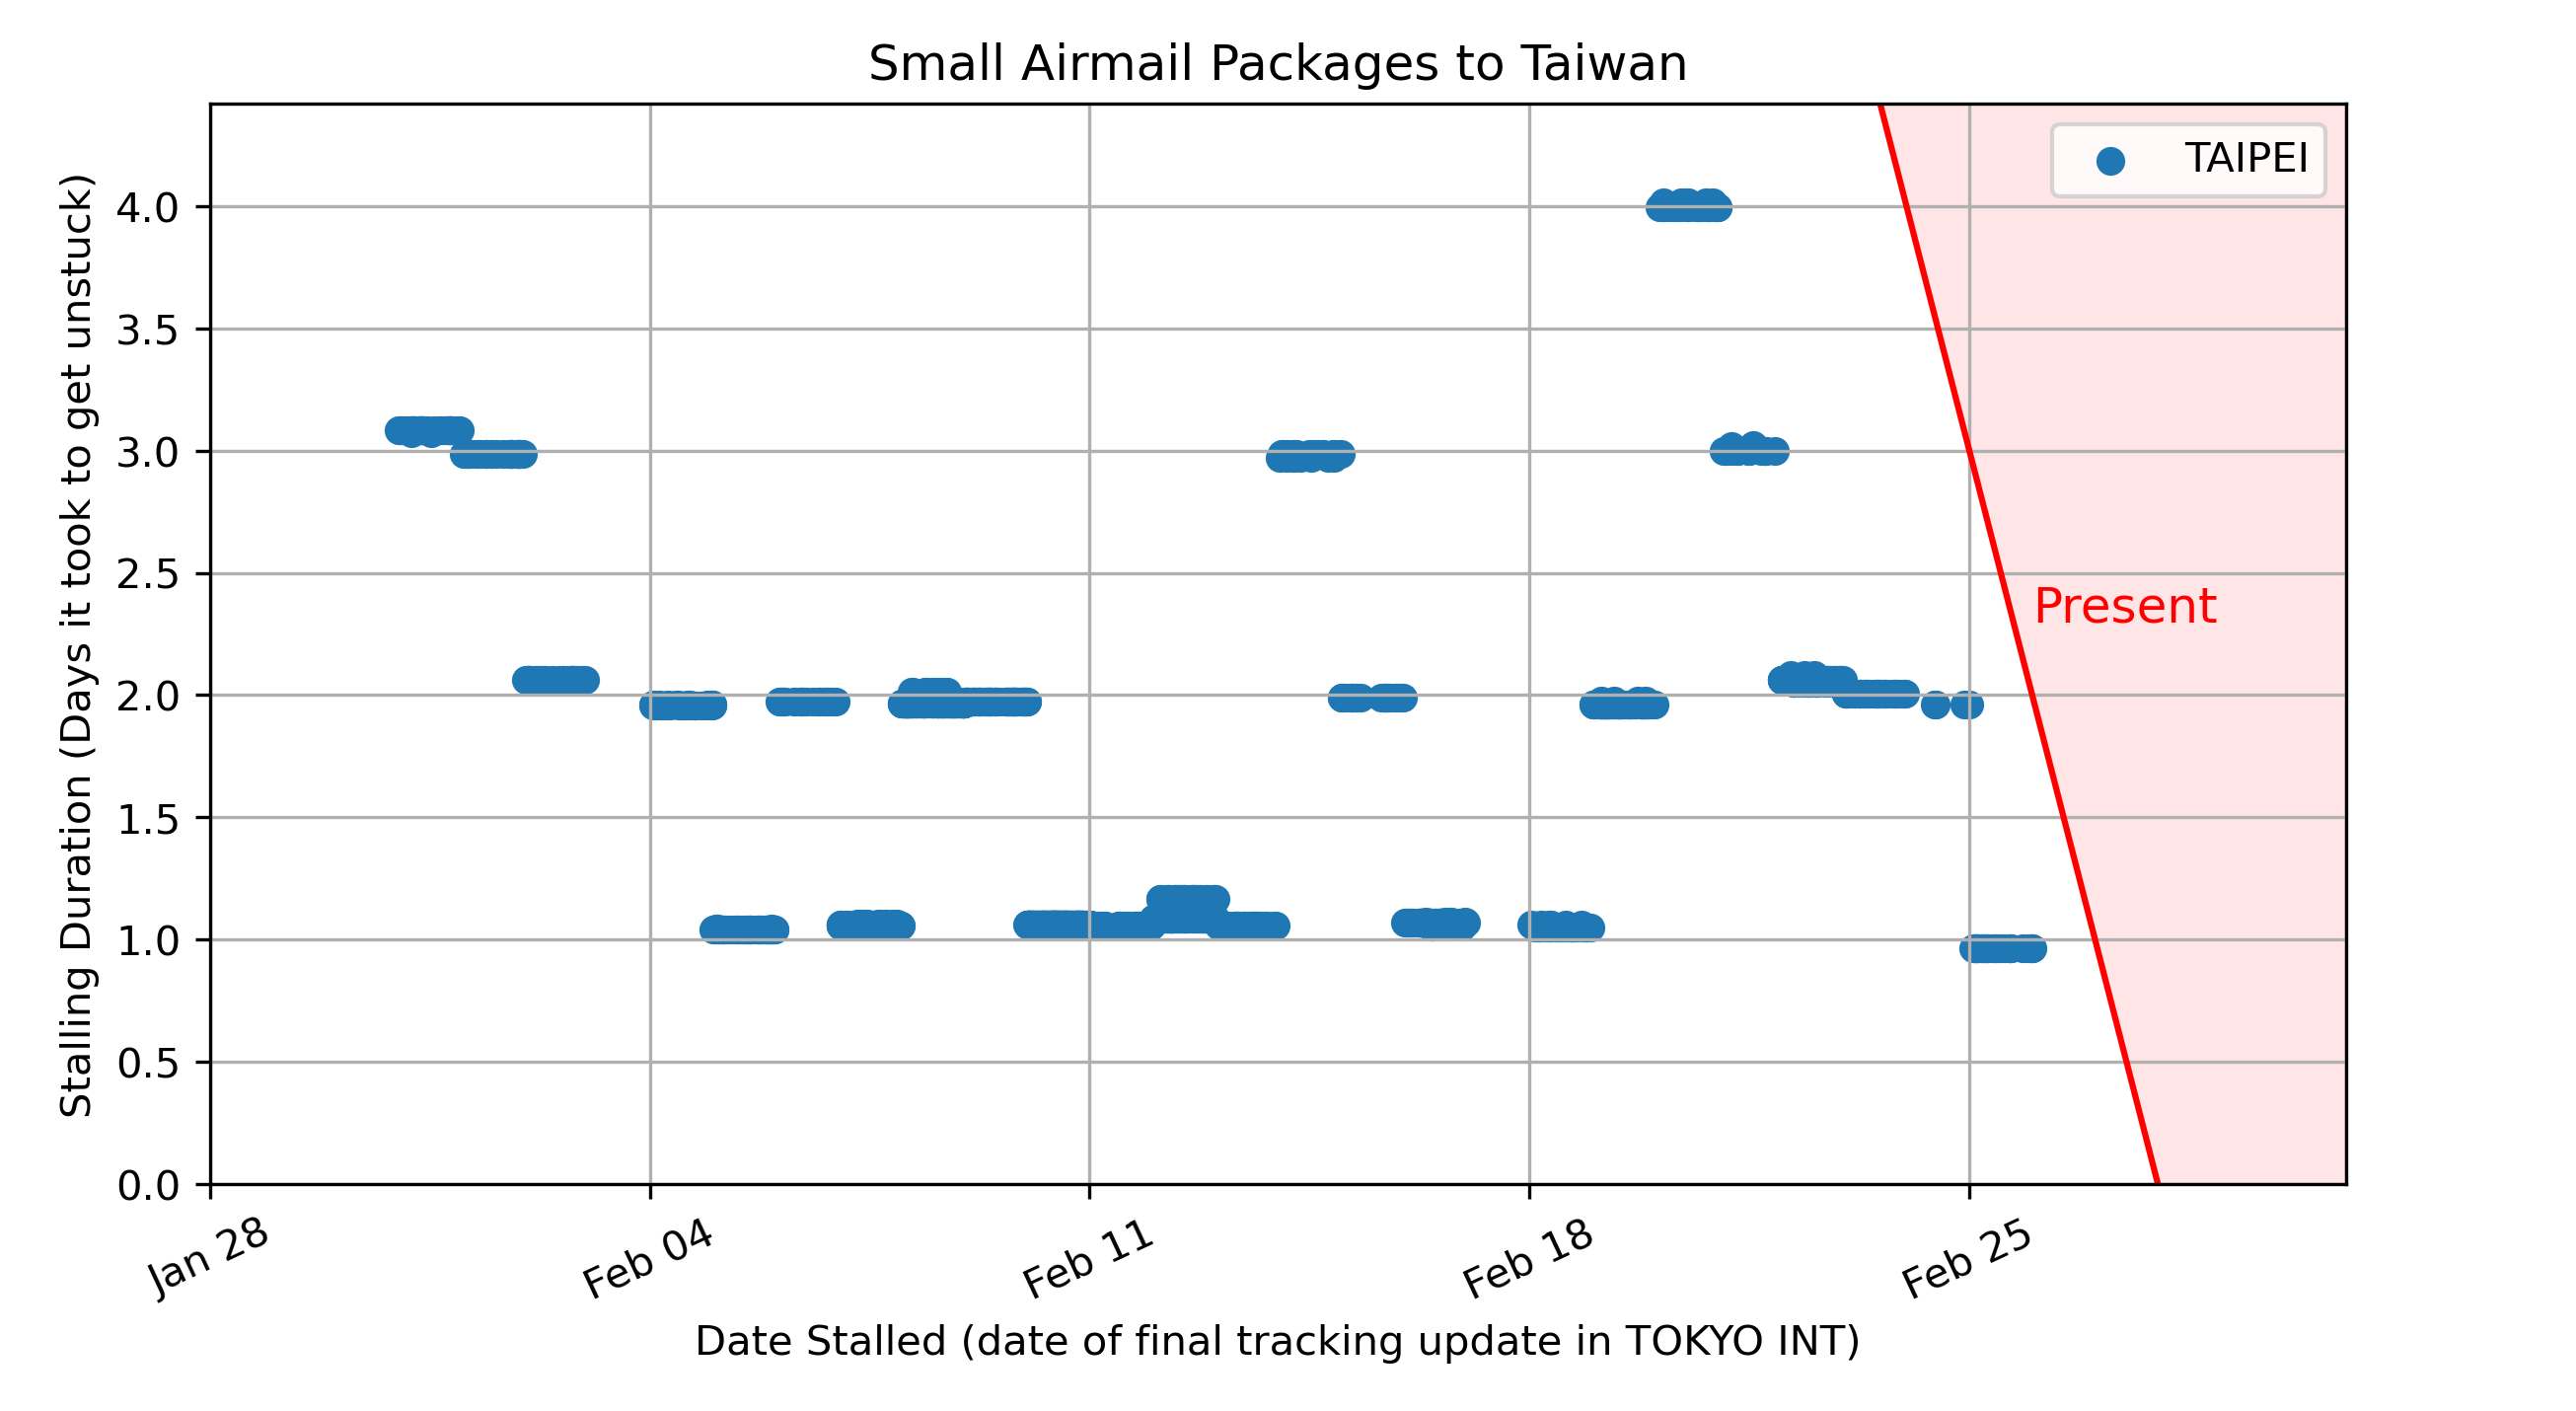 Small Airmail Packages to Taiwan
TAIPEI
Stalling Duration (Days it took to get unstuck)
4.0
3.5
3.0
2.5
2.0
1.5
1.0
0.5
0.0
Present
Jan 28
Feb 04
Feb 11
Feb 18
Feb 25
Date Stalled (date of final tracking update in TOKYO INT)